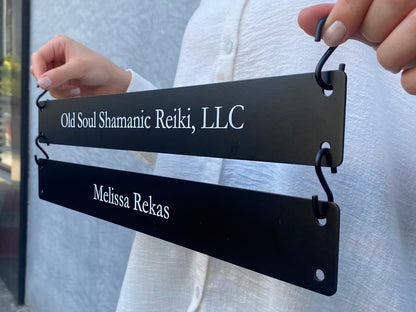 Old Soul Shamanic Reiki, LLC
Melissa Rekas